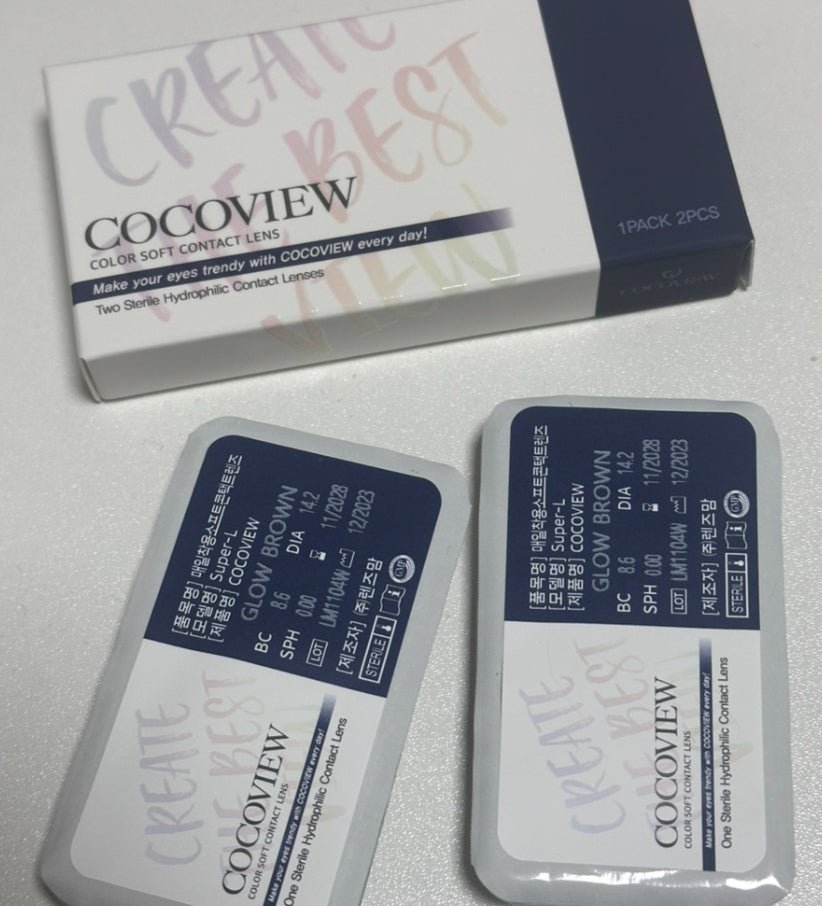 CREATE
THE BEST
VIEW
COCOVIEW
COLOR SOFT CONTACT LENS
Make your eyes trendy with COCOVIEW every day!
Two Sterile Hydrophilic Contact Lenses
1PACK 2PCS
COCOVIEW
[품목명] 매일착용소프트콘택트렌즈
[모델명] Super-L
[제품명] COCOVIEW
GLOW BROWN
BC 8.6 DIA 14.2
SPH 0.00 11/2028
LOT LM1104W 12/2023
[제조자] (주)렌즈맘
STERILE GMP
CREATE
THE BEST
COCOVIEW
COLOR SOFT CONTACT LENS
Make your eyes trendy with COCOVIEW every day!
One Sterile Hydrophilic Contact Lens
[품목명] 매일착용소프트콘택트렌즈
[모델명] Super-L
[제품명] COCOVIEW
GLOW BROWN
BC 8.6 DIA 14.2
SPH 0.00 11/2028
LOT LM1104W 12/2023
[제조자] (주)렌즈맘
STERILE GMP
CREATE
THE BEST
COCOVIEW
COLOR SOFT CONTACT LENS
Make your eyes trendy with COCOVIEW every day!
One Sterile Hydrophilic Contact Lens